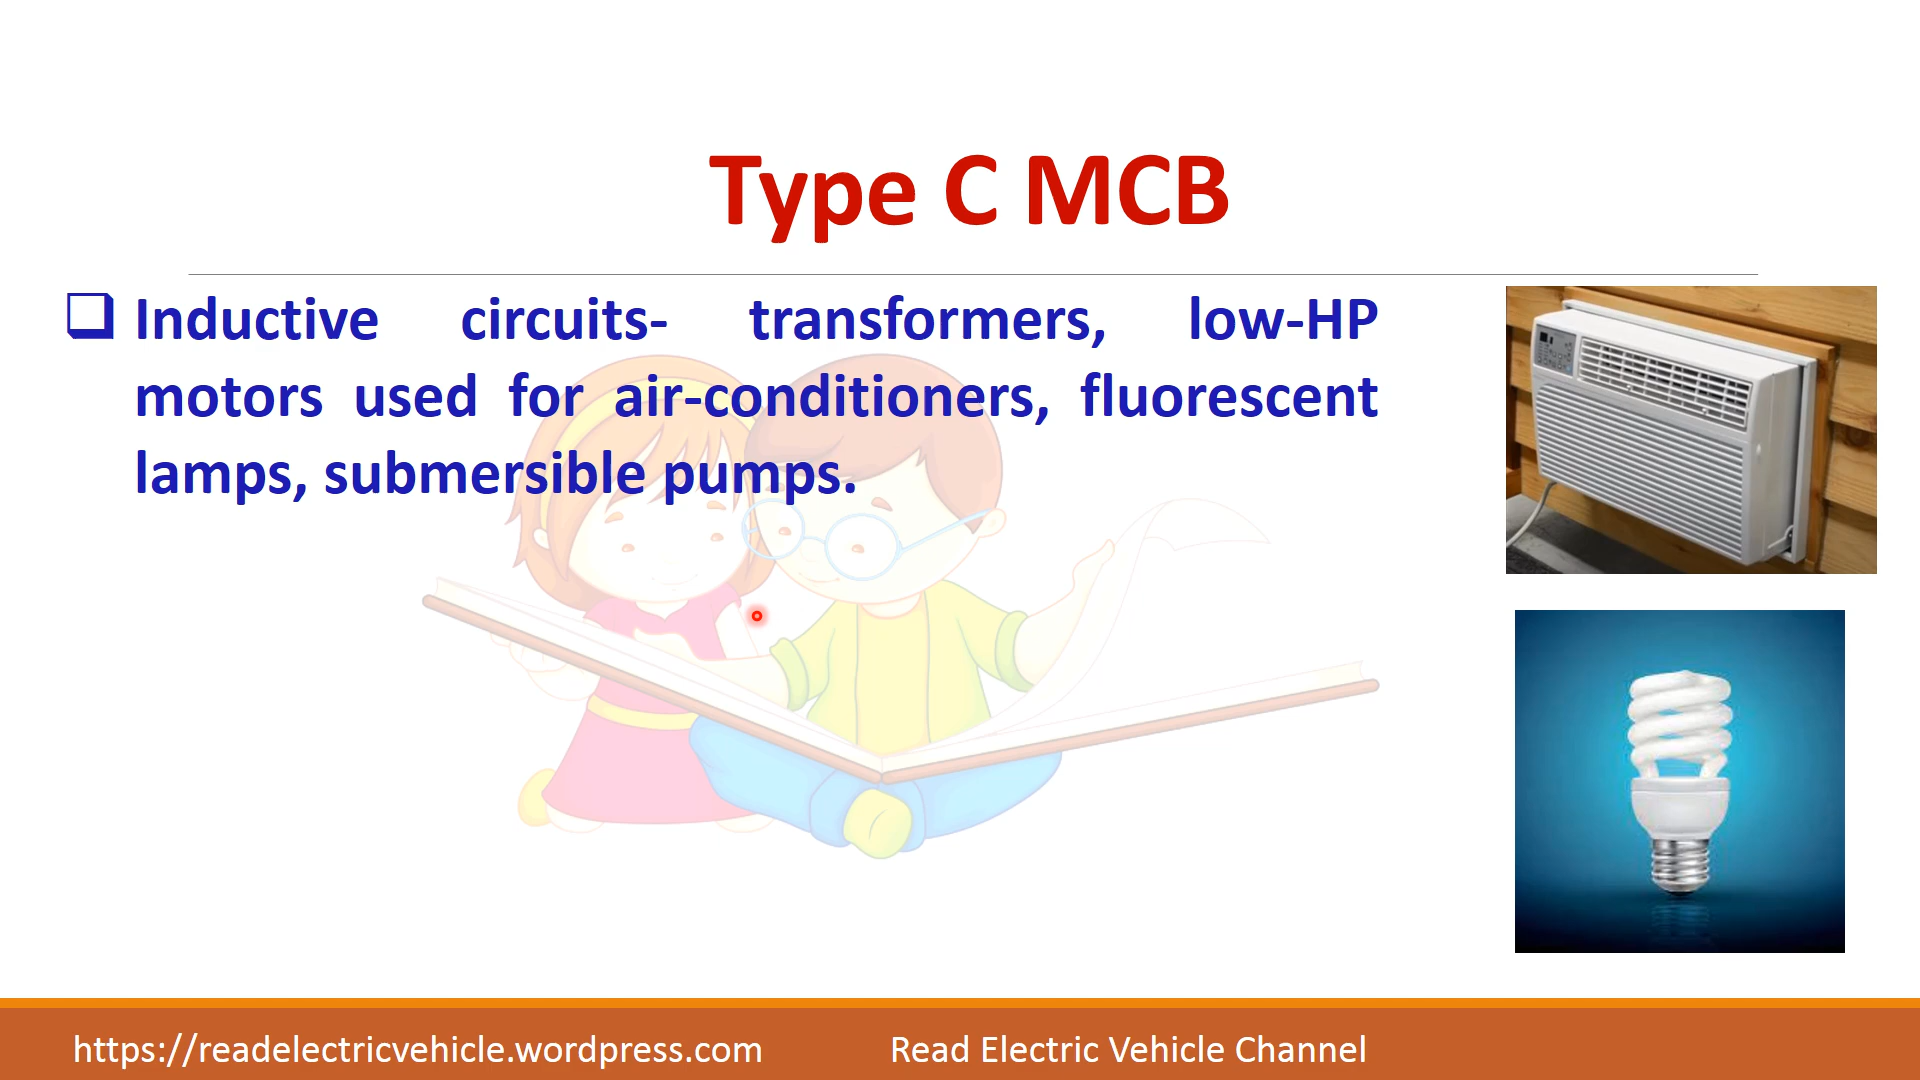 Type C MCB
Inductive circuits- transformers, low-HP
motors used for air-conditioners, fluorescent
lamps, submersible pumps.
https://readelectricvehicle.wordpress.com
Read Electric Vehicle Channel